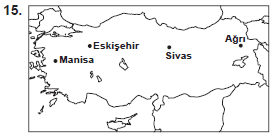 15.
Ağrı
Eskişehir
Sivas
Manisa